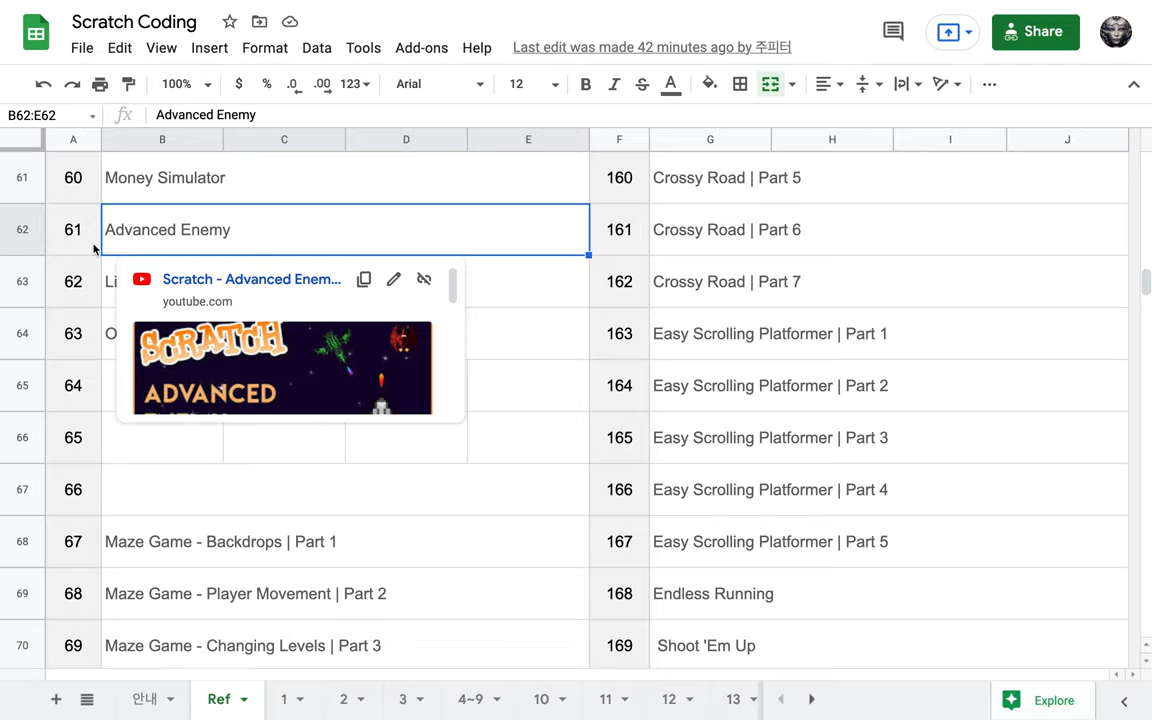 Scratch Coding
File Edit View Insert Format Data Tools Add-ons Help Last edit was made 42 minutes ago by 주피터
Share
100% $ % .0 .00 123 Arial 12 B I S A
B62:E62 fx Advanced Enemy
A B C D E F G H I J
61 60 Money Simulator 160 Crossy Road | Part 5
62 61 Advanced Enemy 161 Crossy Road | Part 6
63 62 Li 162 Crossy Road | Part 7
Scratch - Advanced Enem...
youtube.com
64 63 O 163 Easy Scrolling Platformer | Part 1
SCRATCH
65 64 164 Easy Scrolling Platformer | Part 2
ADVANCED
66 65 165 Easy Scrolling Platformer | Part 3
67 66 166 Easy Scrolling Platformer | Part 4
68 67 Maze Game - Backdrops | Part 1 167 Easy Scrolling Platformer | Part 5
69 68 Maze Game - Player Movement | Part 2 168 Endless Running
70 69 Maze Game - Changing Levels | Part 3 169 Shoot 'Em Up
안내 Ref 1 2 3 4~9 10 11 12 13 Explore